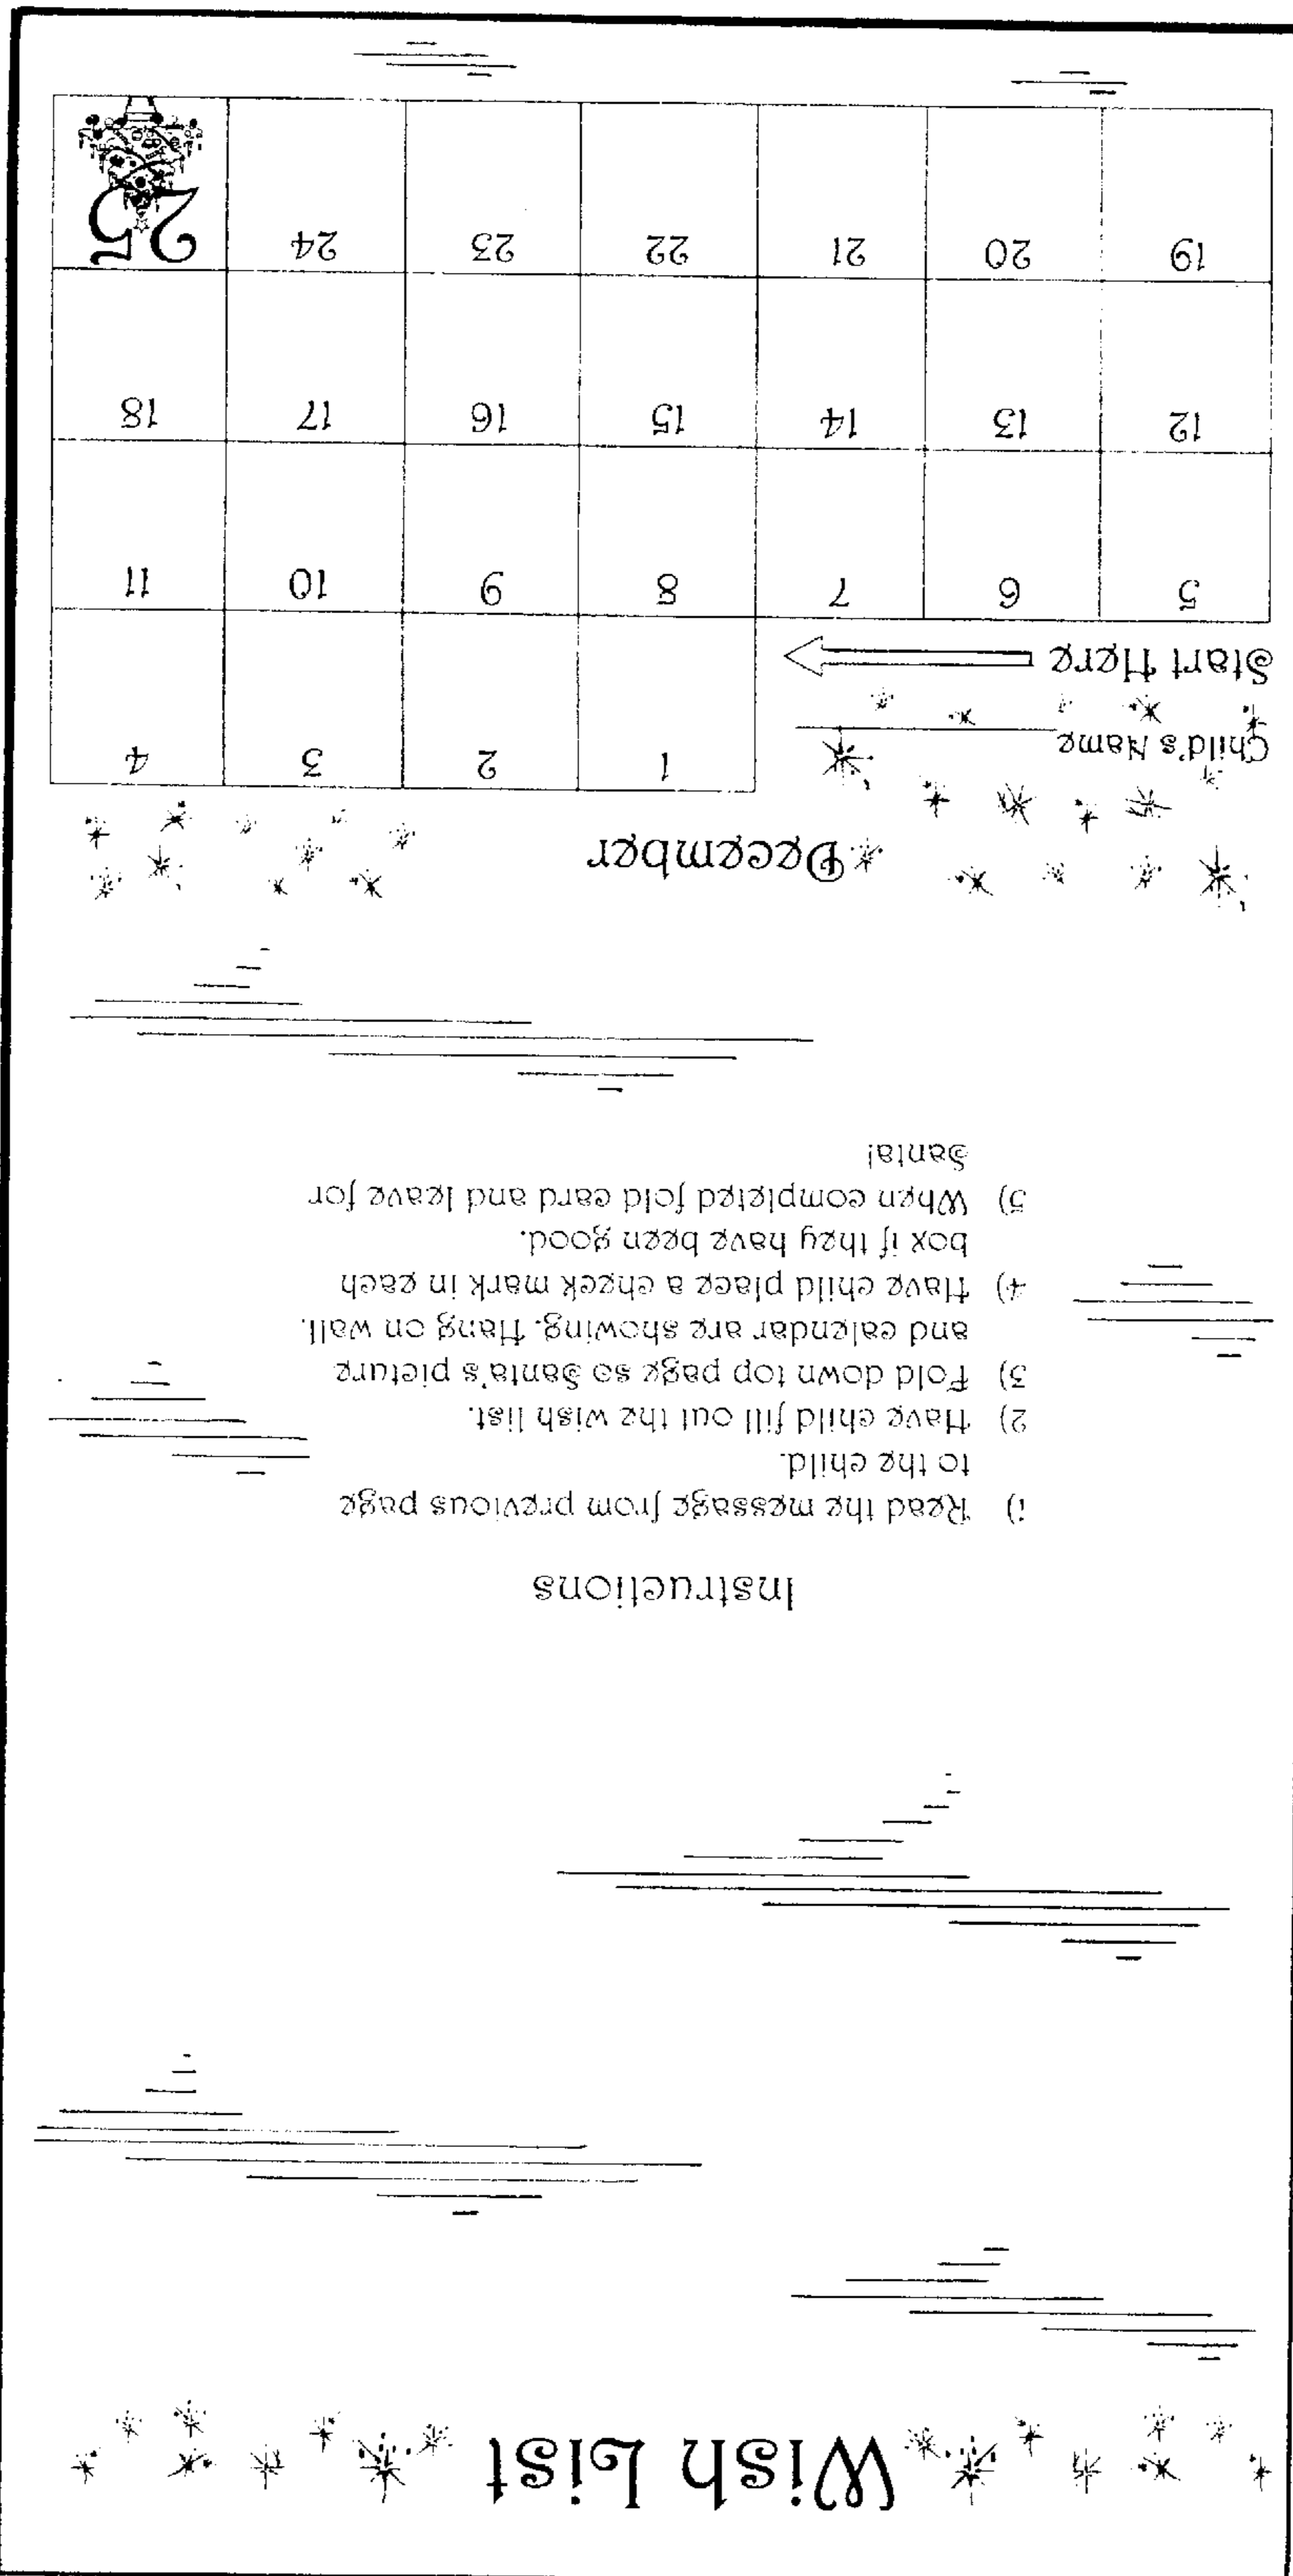 Wish List
Instructions
1) Read the message from previous page
to the child.
2) Have child fill out the wish list.
3) Fold down top page so Santa's picture
and calendar are showing. Hang on wall.
4) Have child place a check mark in each
box if they have been good.
5) When completed fold card and leave for
Santa!
December
Child's Name
Start Here
1 2 3 4
5 6 7 8 9 10 11
12 13 14 15 16 17 18
19 20 21 22 23 24 25